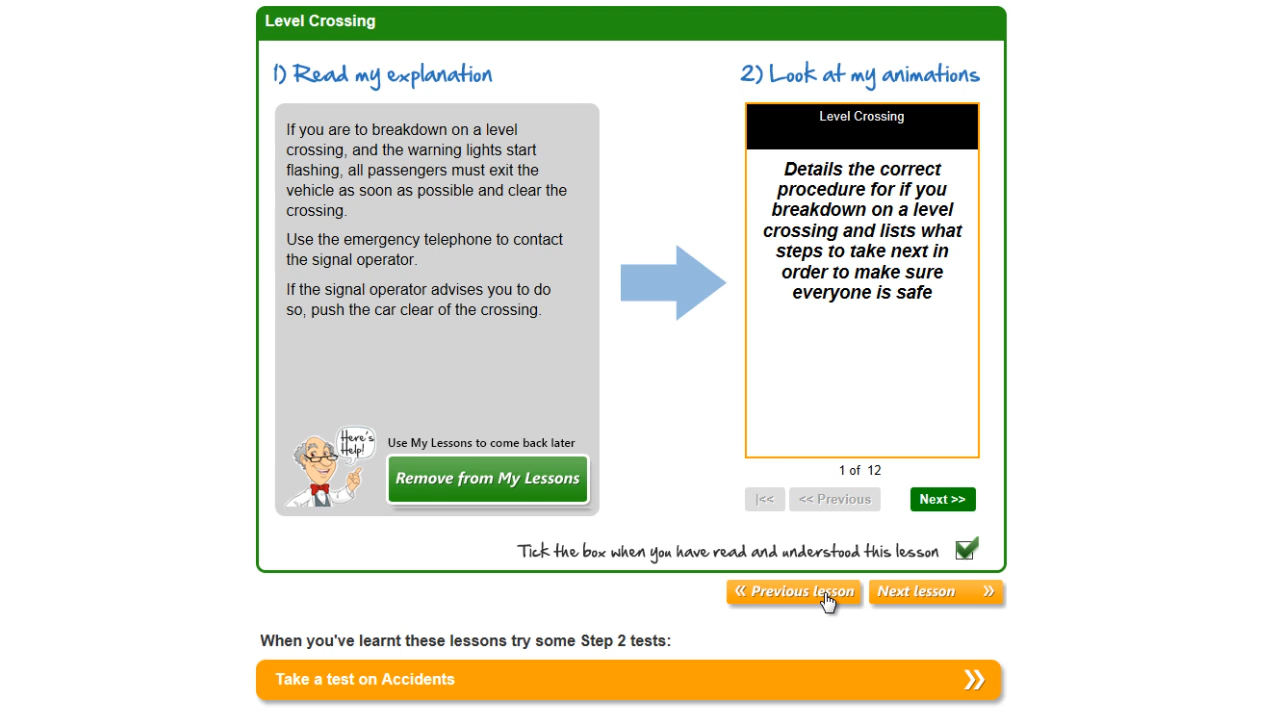 Level Crossing
1) Read my explanation
2) Look at my animations
If you are to breakdown on a level
crossing, and the warning lights start
flashing, all passengers must exit the
vehicle as soon as possible and clear the
crossing.
Use the emergency telephone to contact
the signal operator.
If the signal operator advises you to do
so, push the car clear of the crossing.
Here's
Help!
Use My Lessons to come back later
Remove from My Lessons
Level Crossing
Details the correct
procedure for if you
breakdown on a level
crossing and lists what
steps to take next in
order to make sure
everyone is safe
1 of 12
|<< << Previous Next >>
Tick the box when you have read and understood this lesson
« Previous lesson Next lesson »
When you've learnt these lessons try some Step 2 tests:
Take a test on Accidents »